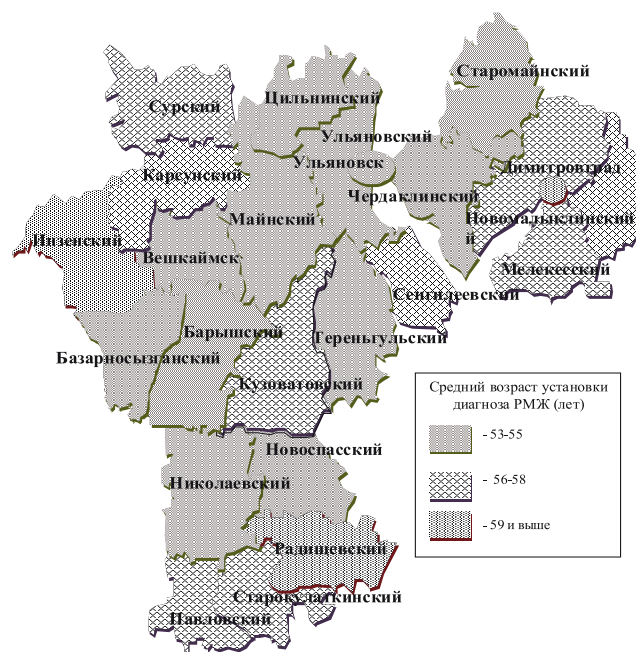 Старомайнский
Цильнинский
Сурский
Ульяновский
Ульяновск
Димитровград
Карсунский
Чердаклинский
Майнский
Новомалыклинский
й
Инзенский
Вешкаймск
Мелекесский
Сенгилеевский
Барышский
Тереньгульский
Базарносызганский
Кузоватовский
Средний возраст установки
диагноза РМЖ (лет)
- 53-55
- 56-58
- 59 и выше
Новоспасский
Николаевский
Радищевский
Старокулаткинский
Павловский